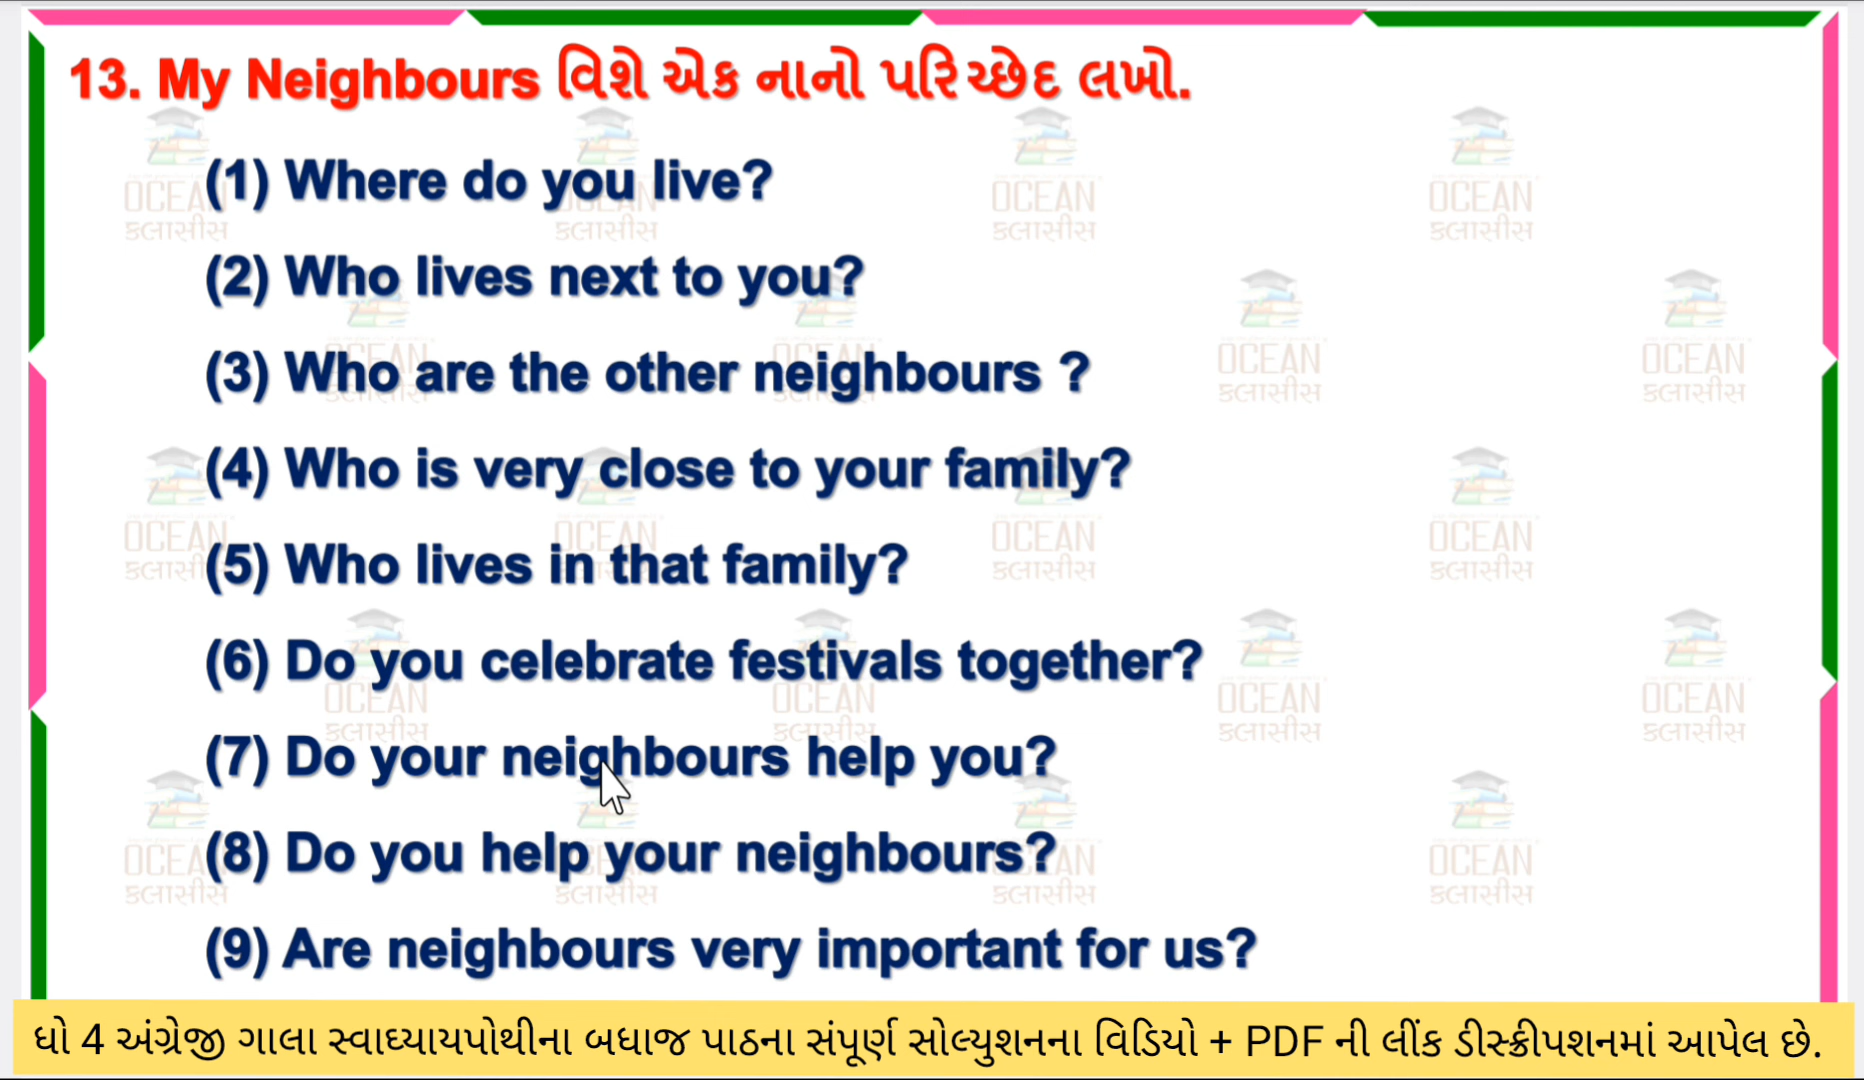 13. My Neighbours વિશે એક નાનો પરિચ્છેદ લખો.
(1) Where do you live?
(2) Who lives next to you?
(3) Who are the other neighbours ?
(4) Who is very close to your family?
(5) Who lives in that family?
(6) Do you celebrate festivals together?
(7) Do your neighbours help you?
(8) Do you help your neighbours?
(9) Are neighbours very important for us?
ધો 4 અંગ્રેજી ગાલા સ્વાધ્યાયપોથીના બધાજ પાઠના સંપૂર્ણ સોલ્યુશનના વિડિયો + PDF ની લીંક ડીસ્ક્રીપશનમાં આપેલ છે.
OCEAN
કલાસીસ